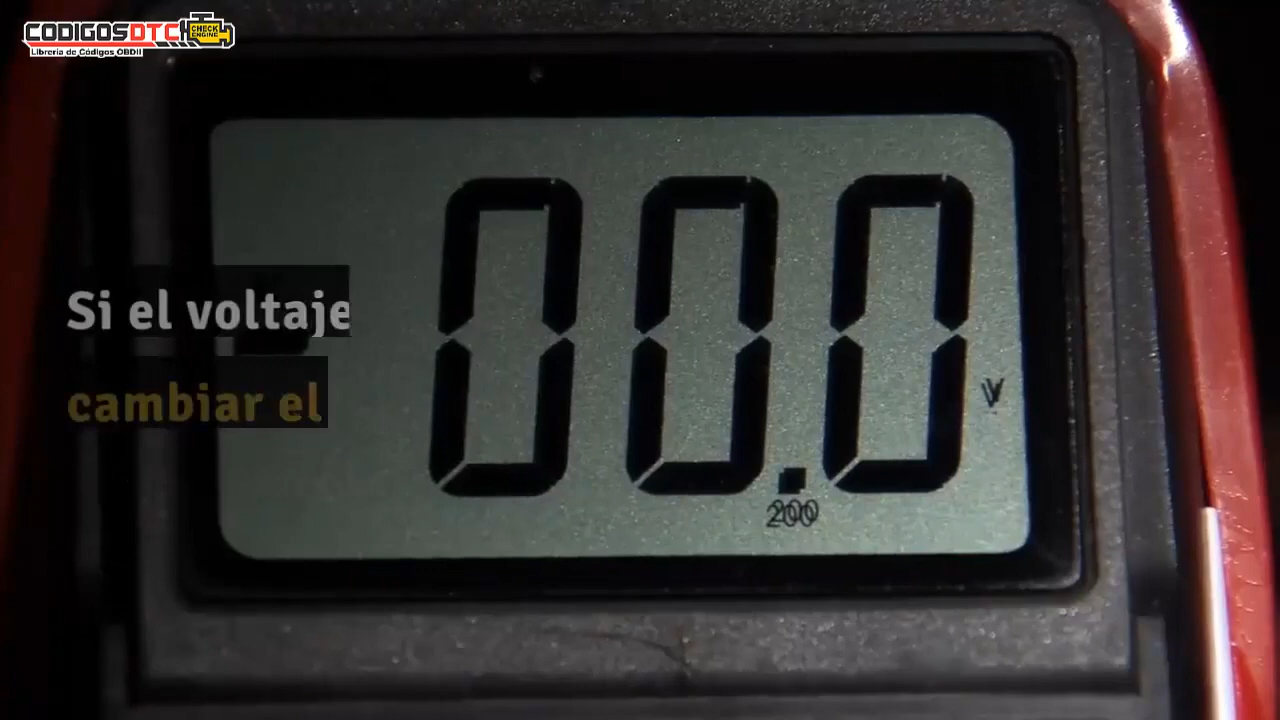 CODIGOSDTC
CHECK
ENGINE
Librería de Códigos OBDII
Si el voltaje
cambiar el
-00.0
V
200